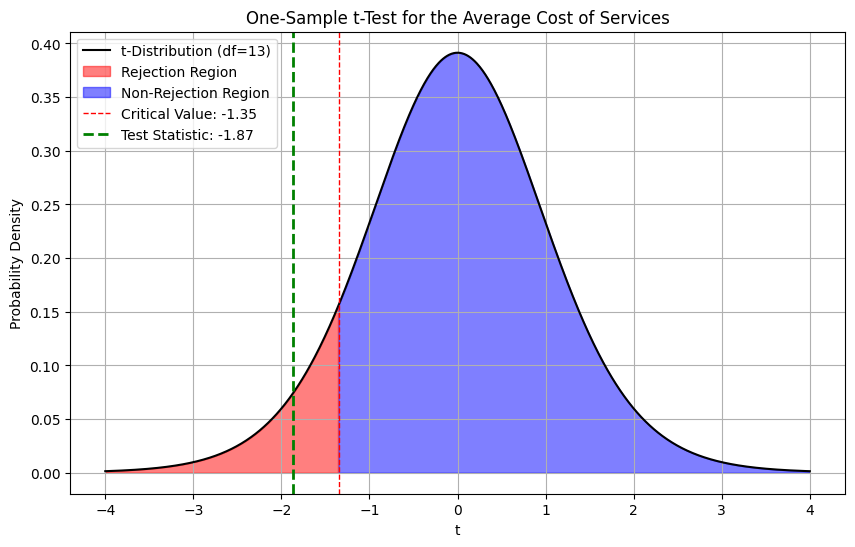 One-Sample t-Test for the Average Cost of Services
t-Distribution (df=13)
Rejection Region
Non-Rejection Region
Critical Value: -1.35
Test Statistic: -1.87
Probability Density
0.40
0.35
0.30
0.25
0.20
0.15
0.10
0.05
0.00
−4 −3 −2 −1 0 1 2 3 4
t